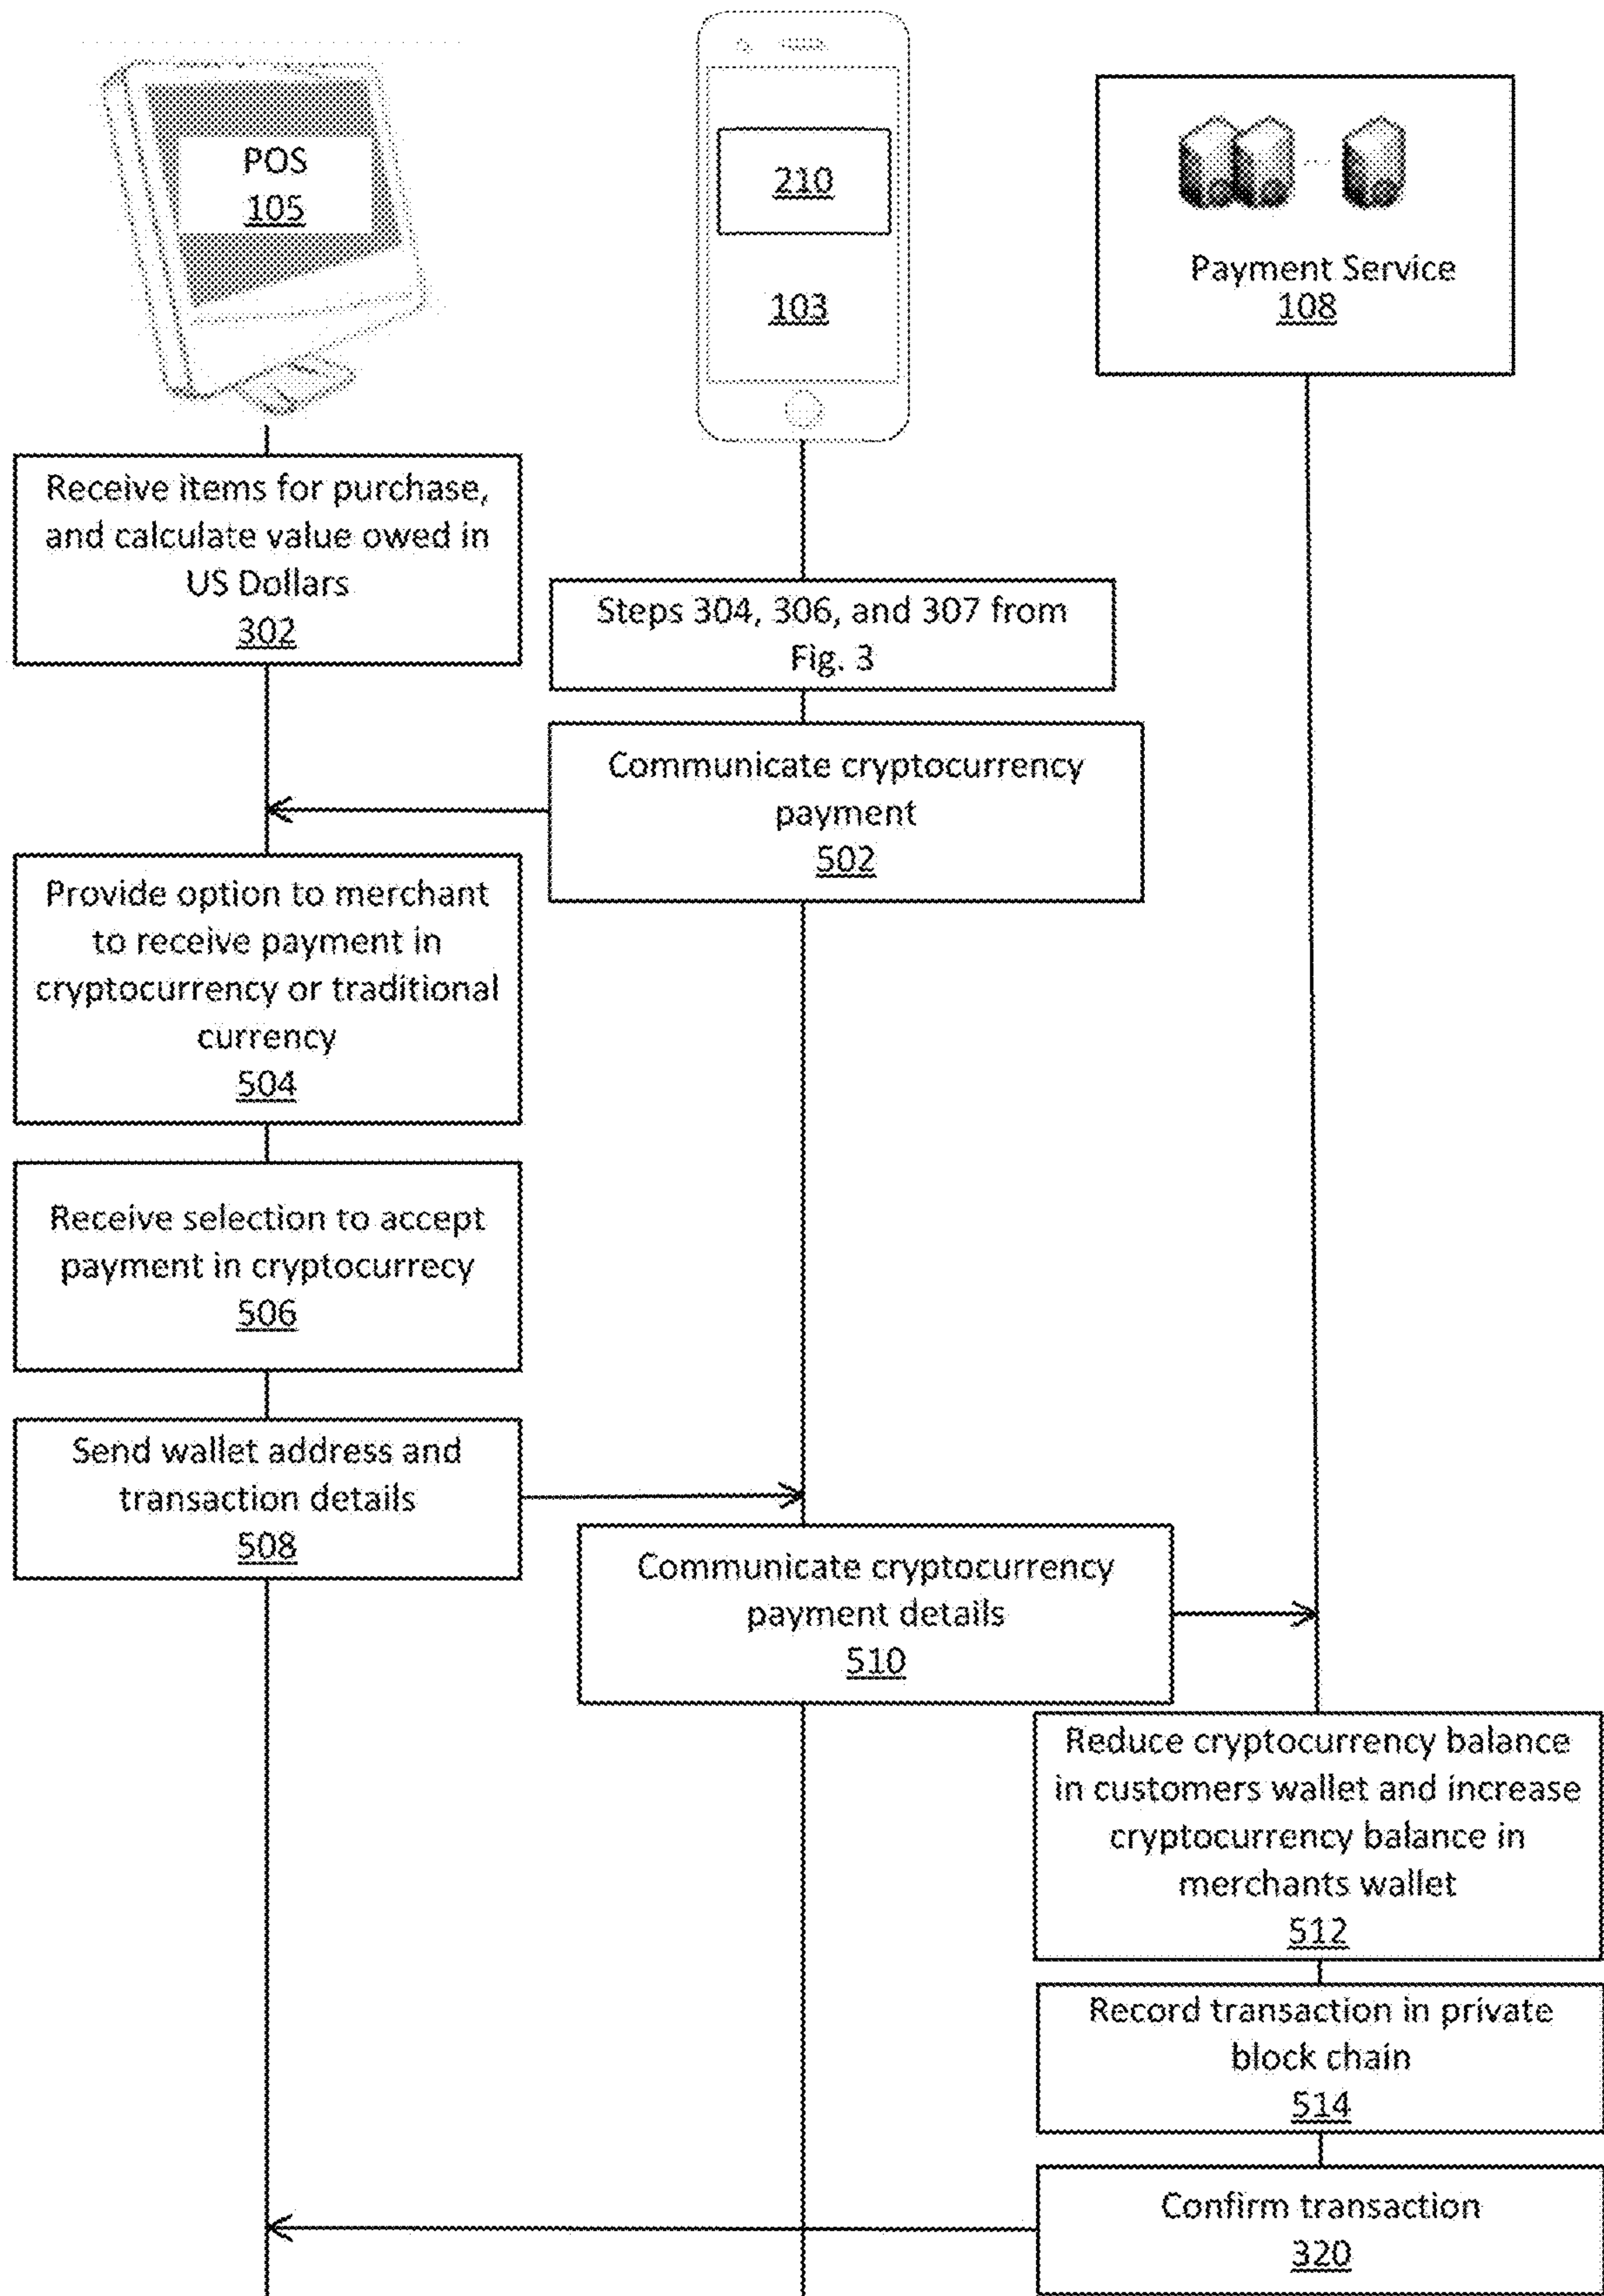 POS
105
210
103
Payment Service
108
Receive items for purchase,
and calculate value owed in
US Dollars
302
Steps 304, 306, and 307 from
Fig. 3
Communicate cryptocurrency
payment
502
Provide option to merchant
to receive payment in
cryptocurrency or traditional
currency
504
Receive selection to accept
payment in cryptocurrecy
506
Send wallet address and
transaction details
508
Communicate cryptocurrency
payment details
510
Reduce cryptocurrency balance
in customers wallet and increase
cryptocurrency balance in
merchants wallet
512
Record transaction in private
block chain
514
Confirm transaction
320